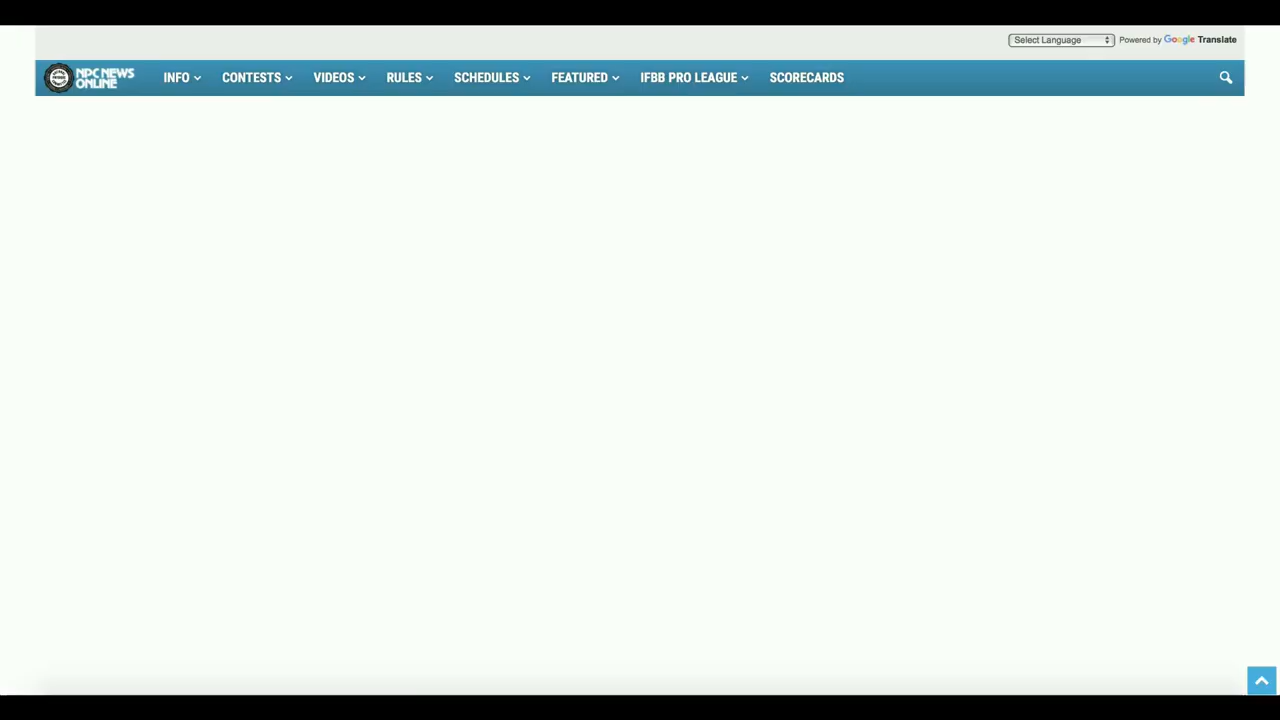 Select Language Powered by Google Translate
NPC NEWS
ONLINE
INFO CONTESTS VIDEOS RULES SCHEDULES FEATURED IFBB PRO LEAGUE SCORECARDS